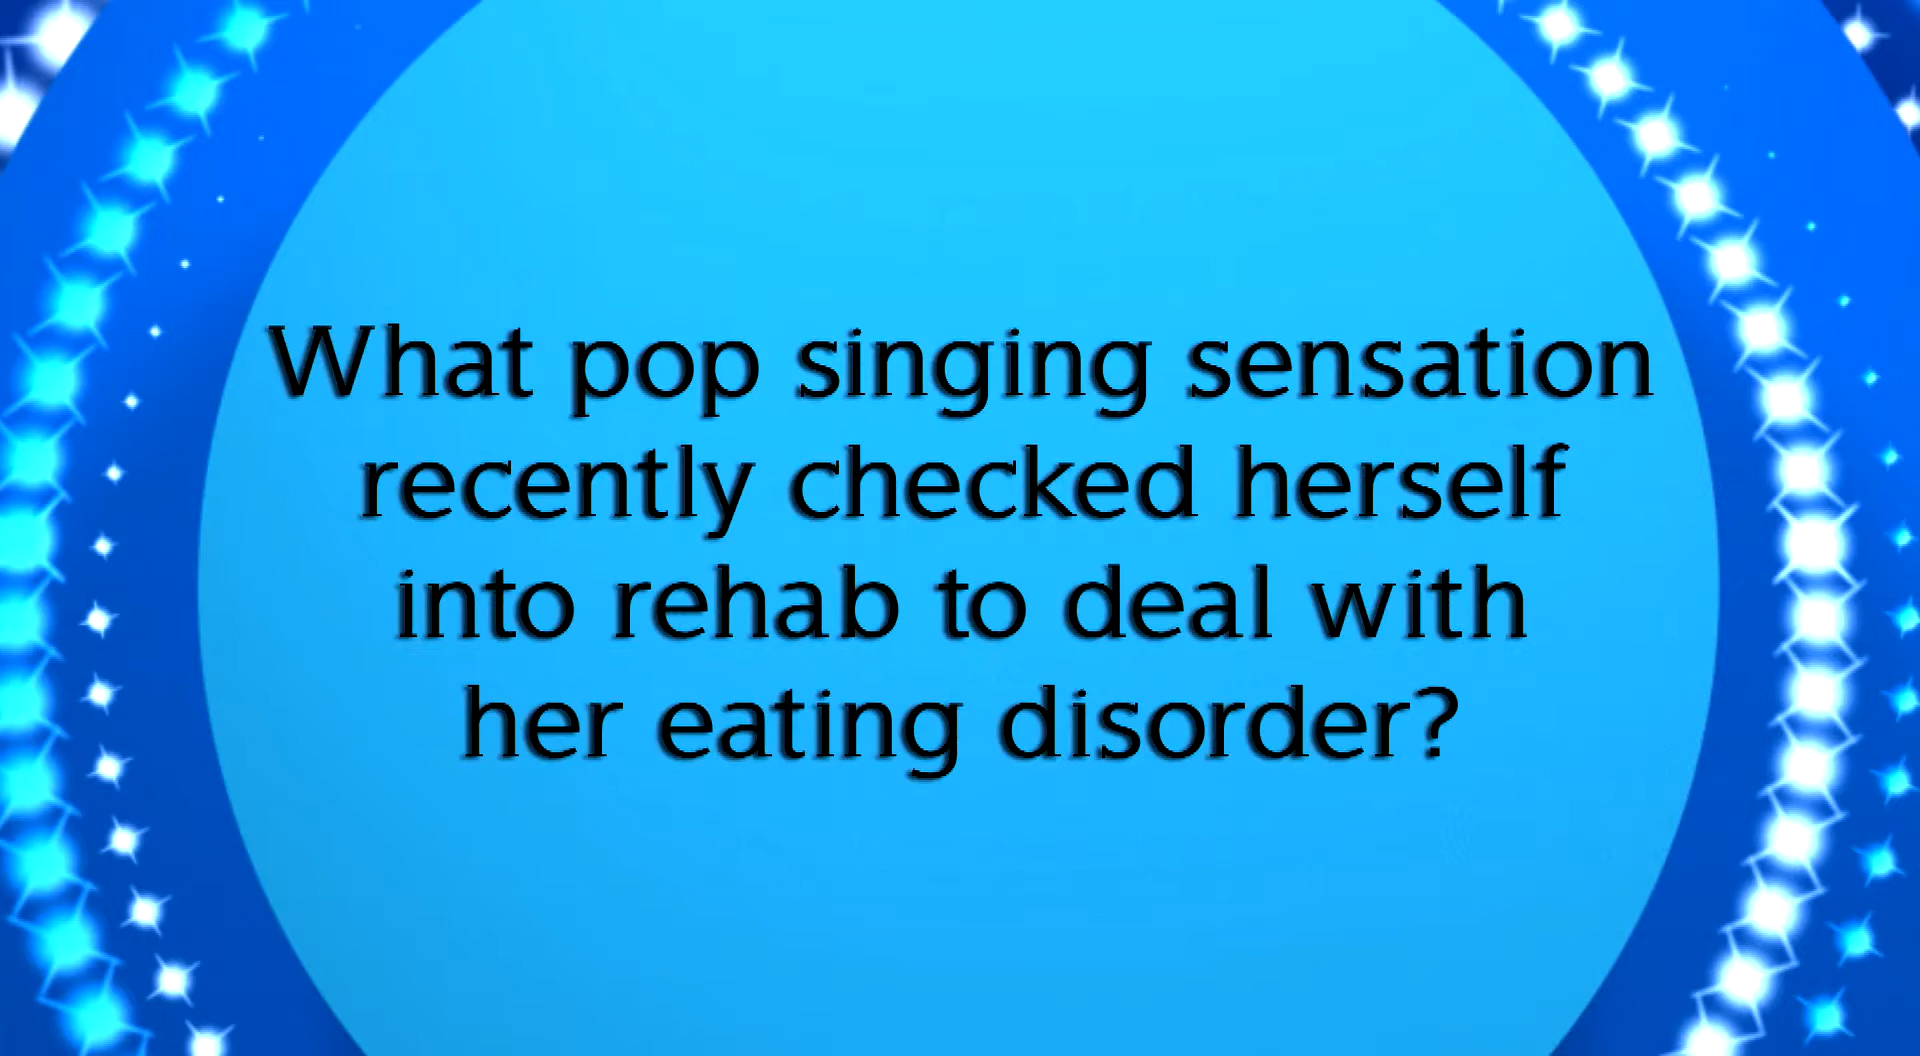 What pop singing sensation
recently checked herself
into rehab to deal with
her eating disorder?